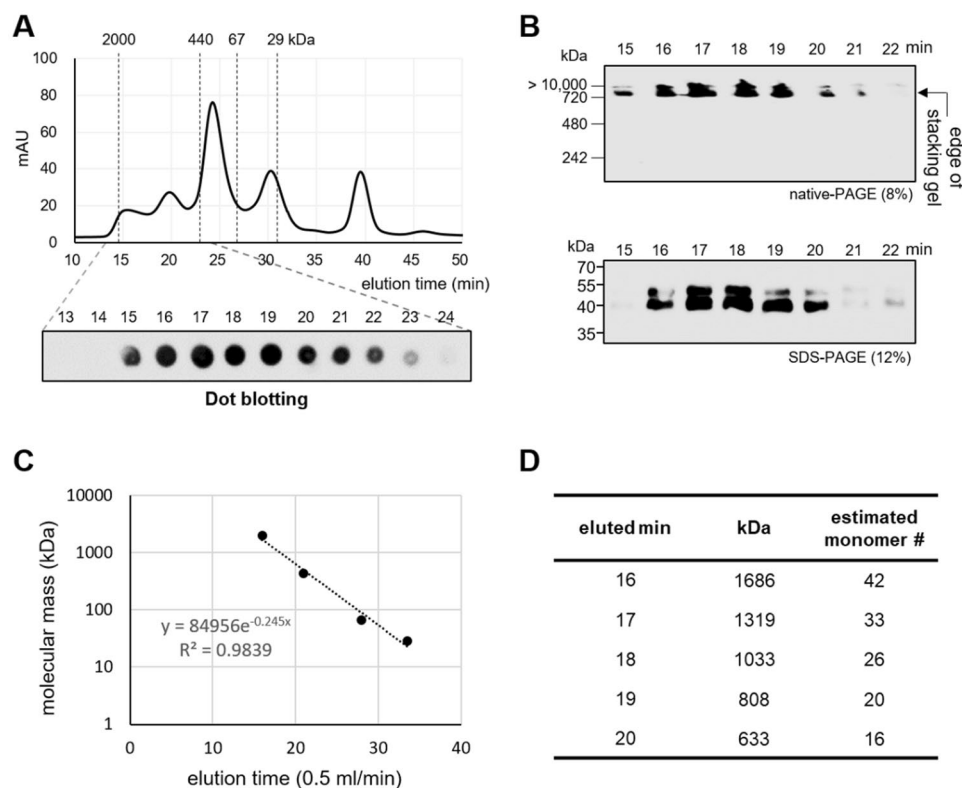 A
2000 440 67 29 kDa
100
80
60
40
20
0
mAU
10 15 20 25 30 35 40 45 50
elution time (min)
13 14 15 16 17 18 19 20 21 22 23 24
Dot blotting
B
15 16 17 18 19 20 21 22 min
kDa
> 10,000
720
480
242
edge of
stacking gel
native-PAGE (8%)
kDa 15 16 17 18 19 20 21 22 min
70
55
40
35
SDS-PAGE (12%)
C
10000
1000
100
10
1
molecular mass (kDa)
y = 84956e^-0.245x
R² = 0.9839
0 10 20 30 40
elution time (0.5 ml/min)
D
eluted min kDa estimated
monomer #
16 1686 42
17 1319 33
18 1033 26
19 808 20
20 633 16